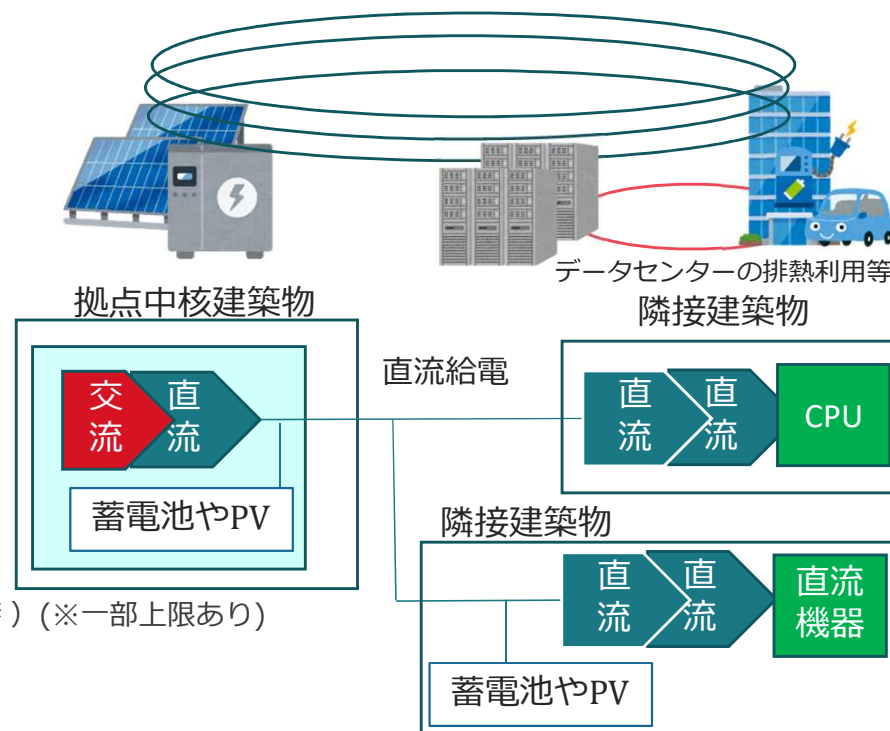 データセンターの排熱利用等
拠点中核建築物
隣接建築物
直流給電
交流
直流
蓄電池やPV
直流
直流
CPU
隣接建築物
直流
直流
直流
機器
蓄電池やPV
）(※一部上限あり)